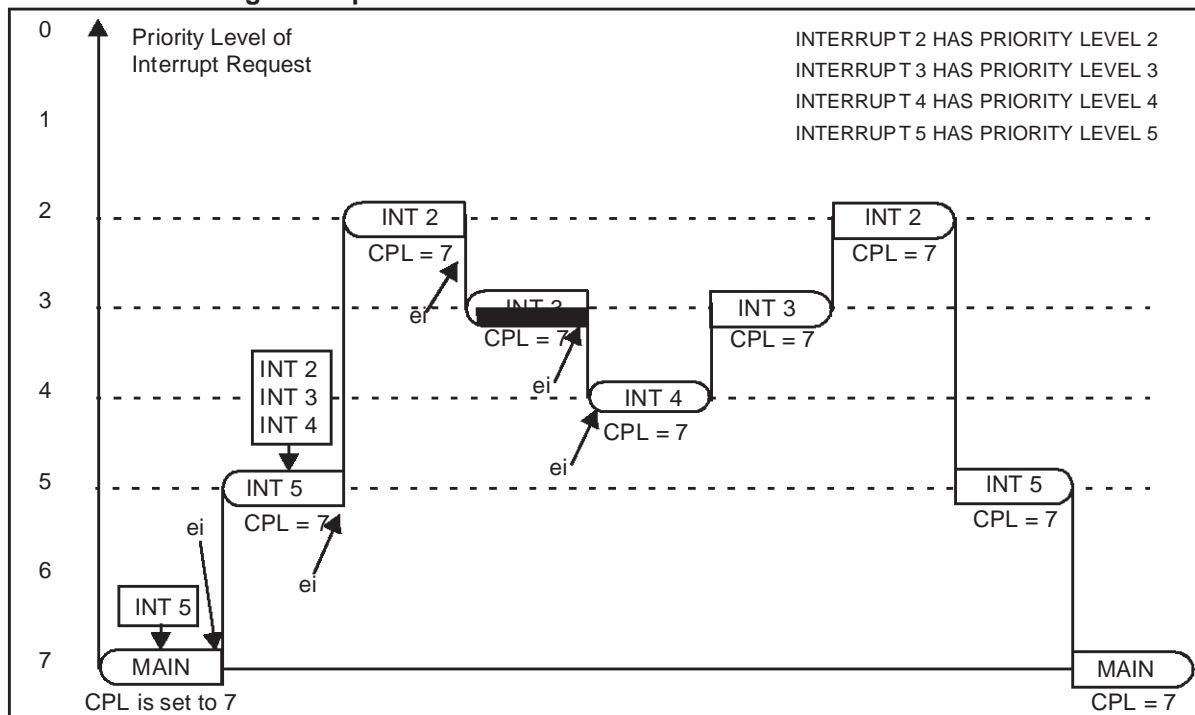 0
Priority Level of
Interrupt Request
INTERRUPT 2 HAS PRIORITY LEVEL 2
INTERRUPT 3 HAS PRIORITY LEVEL 3
INTERRUPT 4 HAS PRIORITY LEVEL 4
INTERRUPT 5 HAS PRIORITY LEVEL 5
1
2
INT 2
CPL = 7
INT 2
CPL = 7
ei
3
CPL = 7
INT 3
CPL = 7
ei
INT 2
INT 3
INT 4
4
INT 4
CPL = 7
ei
5
INT 5
CPL = 7
INT 5
CPL = 7
ei
ei
6
INT 5
7
MAIN
CPL is set to 7
MAIN
CPL = 7